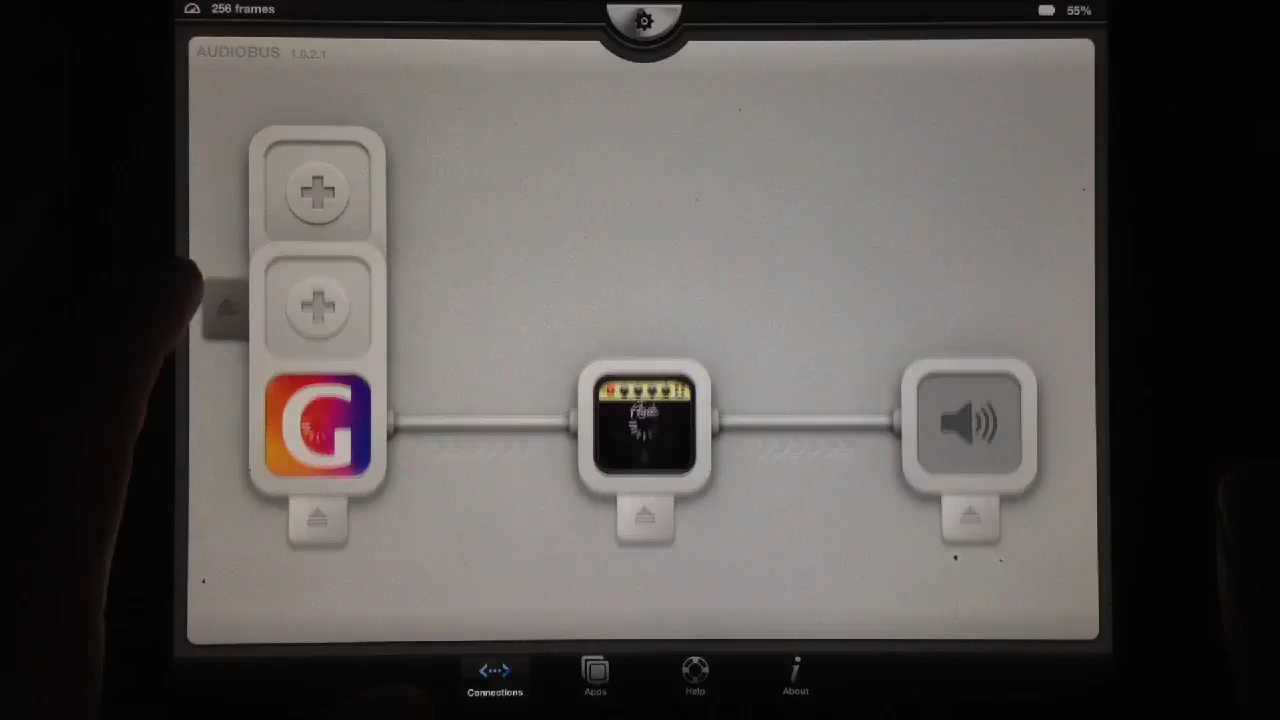 256 frames
55%
AUDIOBUS 1.0.2.1
G
Connections
Apps
Help
About